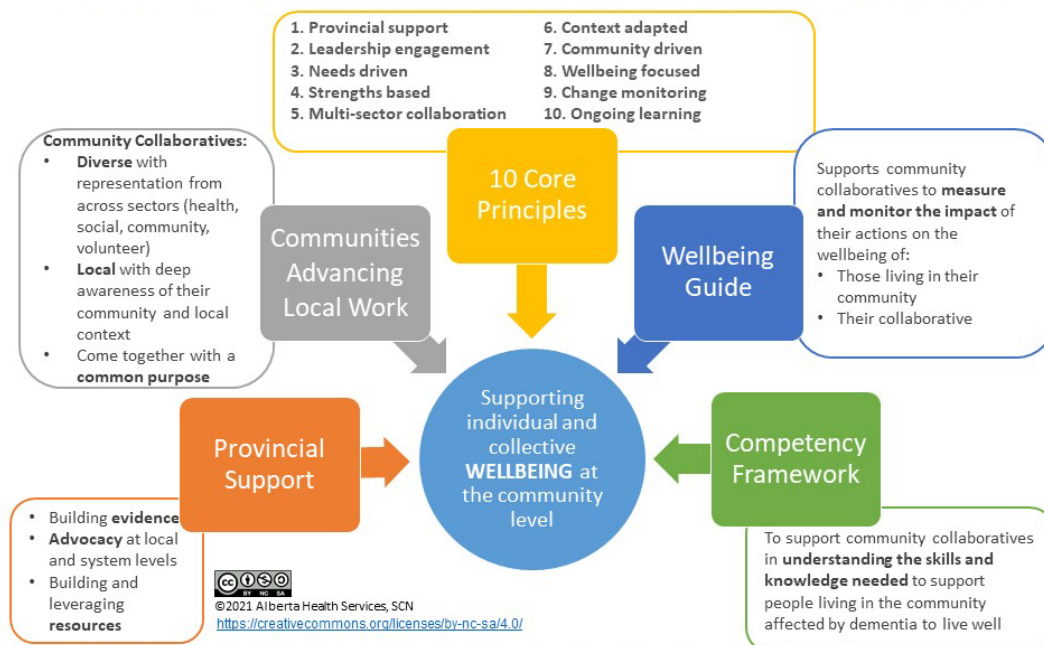 1. Provincial support
2. Leadership engagement
3. Needs driven
4. Strengths based
5. Multi-sector collaboration
6. Context adapted
7. Community driven
8. Wellbeing focused
9. Change monitoring
10. Ongoing learning
10 Core
Principles
Community Collaboratives:
• Diverse with
representation from
across sectors (health,
social, community,
volunteer)
• Local with deep
awareness of their
community and local
context
• Come together with a
common purpose
Communities
Advancing
Local Work
Wellbeing
Guide
Supports community
collaboratives to measure
and monitor the impact of
their actions on the
wellbeing of:
• Those living in their
community
• Their collaborative
Provincial
Support
• Building evidence
• Advocacy at local
and system levels
• Building and
leveraging
resources
Supporting
individual and
collective
WELLBEING at
the community
level
Competency
Framework
To support community collaboratives
in understanding the skills and
knowledge needed to support
people living in the community
affected by dementia to live well
cc
BY NC SA
©2021 Alberta Health Services, SCN
https://creativecommons.org/licenses/by-nc-sa/4.0/